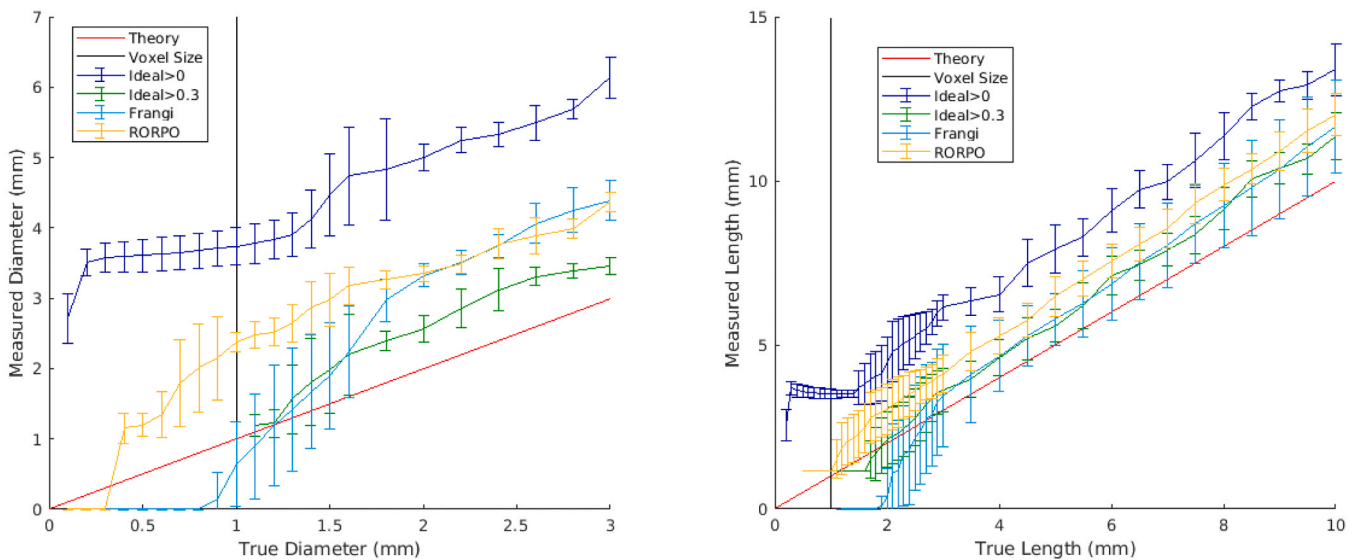 7
6
5
4
3
2
1
0
Measured Diameter (mm)
Theory
Voxel Size
Ideal>0
Ideal>0.3
Frangi
RORPO
0 0.5 1 1.5 2 2.5 3
True Diameter (mm)
15
10
5
0
Measured Length (mm)
Theory
Voxel Size
Ideal>0
Ideal>0.3
Frangi
RORPO
0 2 4 6 8 10
True Length (mm)